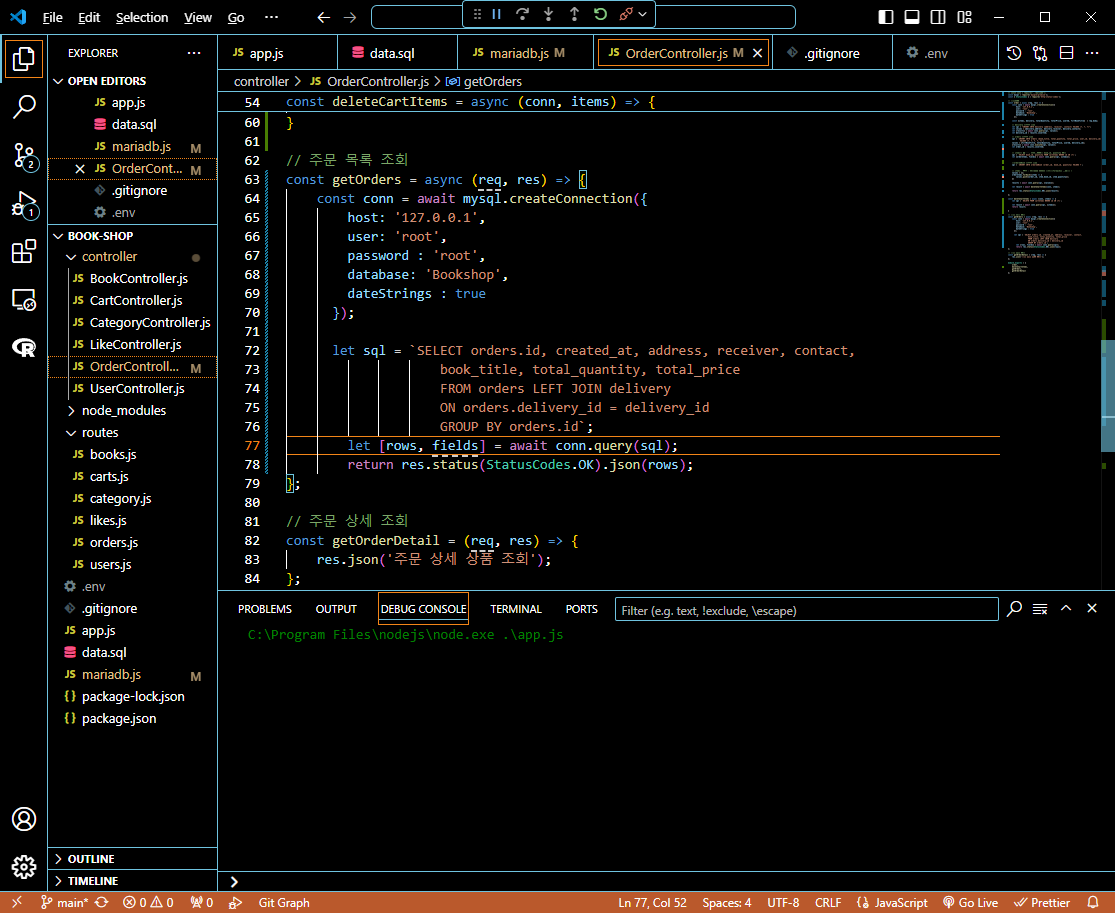 File Edit Selection View Go ···
EXPLORER ···
OPEN EDITORS
JS app.js
data.sql
JS mariadb.js M
JS OrderCont... M
.gitignore
.env
BOOK-SHOP
controller
JS BookController.js
JS CartController.js
JS CategoryController.js
JS LikeController.js
JS OrderControll... M
JS UserController.js
node_modules
routes
JS books.js
JS carts.js
JS category.js
JS likes.js
JS orders.js
JS users.js
.env
.gitignore
JS app.js
data.sql
JS mariadb.js M
{} package-lock.json
{} package.json
OUTLINE
TIMELINE
2
1
R
JS app.js data.sql JS mariadb.js M JS OrderController.js M .gitignore .env ···
controller > JS OrderController.js > getOrders
54 const deleteCartItems = async (conn, items) => {
60 }
61
62 // 주문 목록 조회
63 const getOrders = async (req, res) => {
64 const conn = await mysql.createConnection({
65 host: '127.0.0.1',
66 user: 'root',
67 password : 'root',
68 database: 'Bookshop',
69 dateStrings : true
70 });
71
72 let sql = `SELECT orders.id, created_at, address, receiver, contact,
73 book_title, total_quantity, total_price
74 FROM orders LEFT JOIN delivery
75 ON orders.delivery_id = delivery_id
76 GROUP BY orders.id`;
77 let [rows, fields] = await conn.query(sql);
78 return res.status(StatusCodes.OK).json(rows);
79 };
80
81 // 주문 상세 조회
82 const getOrderDetail = (req, res) => {
83 res.json('주문 상세 상품 조회');
84 };
PROBLEMS OUTPUT DEBUG CONSOLE TERMINAL PORTS Filter (e.g. text, !exclude, \escape)
C:\Program Files\nodejs\node.exe .\app.js
main* 0 0 0 Git Graph Ln 77, Col 52 Spaces: 4 UTF-8 CRLF {} JavaScript Go Live Prettier